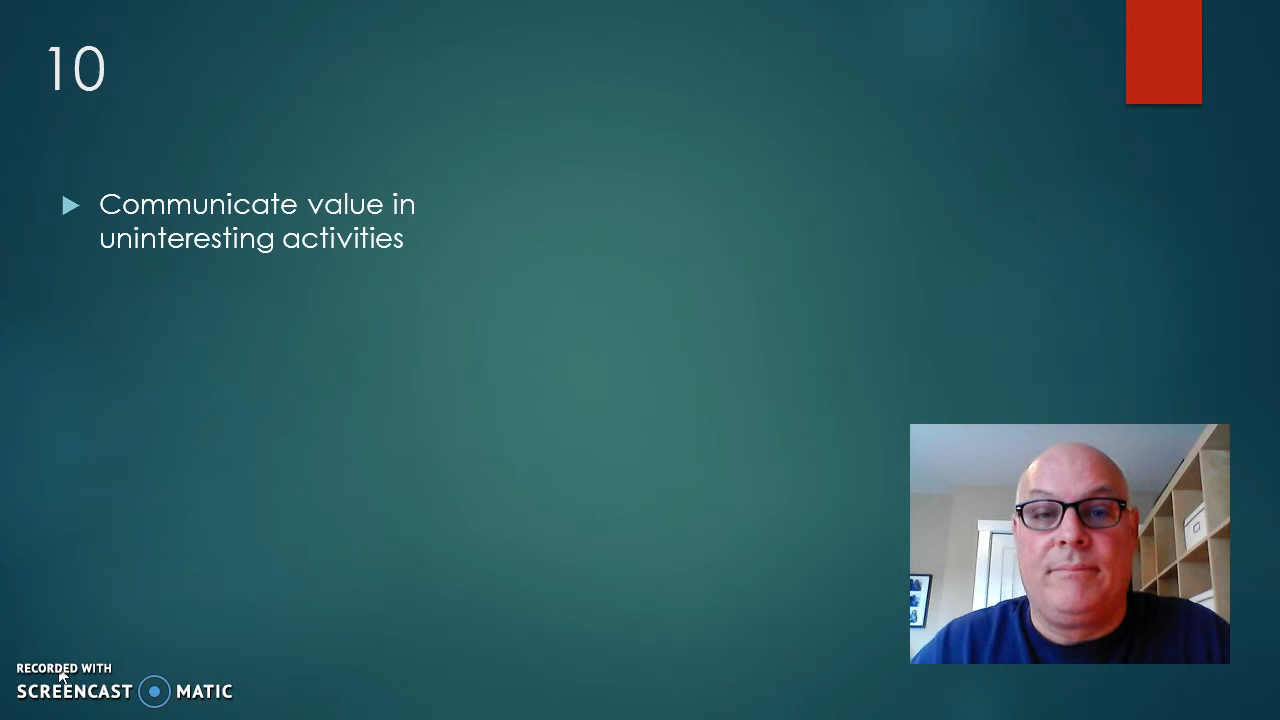 10
Communicate value in
uninteresting activities
RECORDED WITH
SCREENCAST MATIC